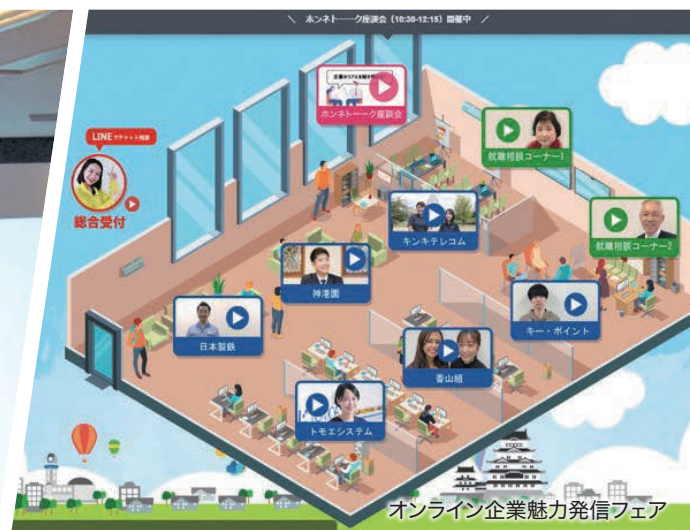 ＼ ホンネトーーク座談会（10:30-12:15）開催中 ／
ホンネトーーク座談会
LINEでチャット相談
総合受付
就職相談コーナー1
就職相談コーナー2
キンキテレコム
神港園
日本製鉄
キー・ポイント
香山組
トモエシステム
オンライン企業魅力発信フェア